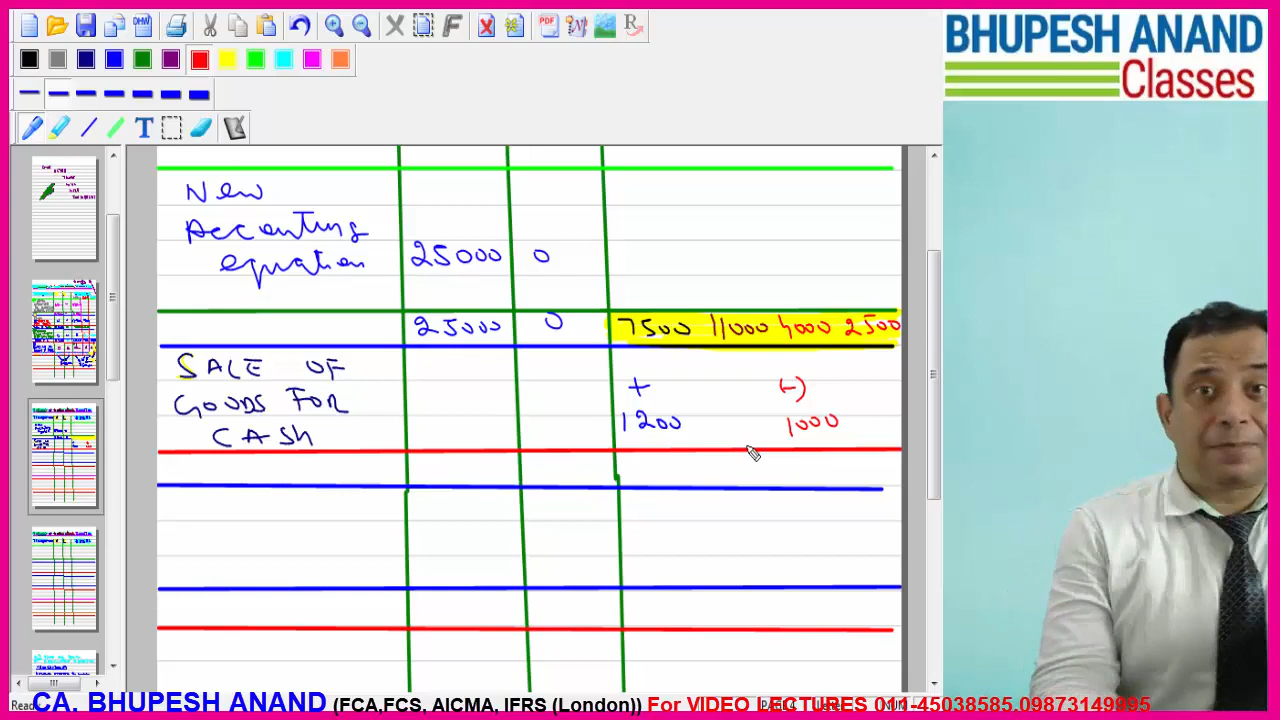 BHUPESH ANAND
Classes
New
Accounting
equation 25000 0
25000 0 7500 11000 4000 2500
SALE OF
+ (-)
GOODS FOR
1200 1000
CASH
CA. BHUPESH ANAND (FCA,FCS, AICMA, IFRS (London)) For VIDEO LECTURES 011-45038585,09873149995